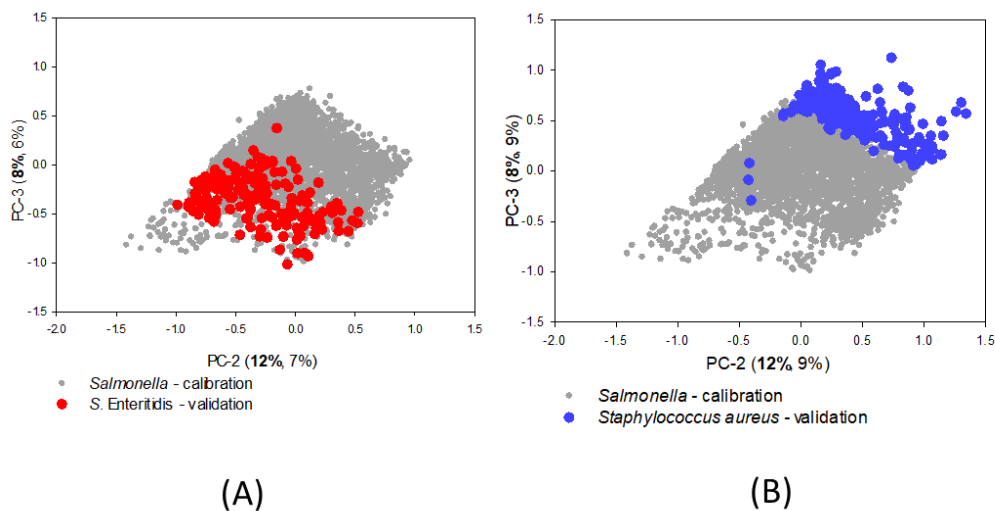 1.5
1.0
0.5
0.0
-0.5
-1.0
-1.5
PC-3 (8%, 6%)
-2.0 -1.5 -1.0 -0.5 0.0 0.5 1.0 1.5
PC-2 (12%, 7%)
Salmonella - calibration
S. Enteritidis - validation
(A)
1.5
1.0
0.5
0.0
-0.5
-1.0
-1.5
PC-3 (8%, 9%)
-2.0 -1.5 -1.0 -0.5 0.0 0.5 1.0 1.5
PC-2 (12%, 9%)
Salmonella - calibration
Staphylococcus aureus - validation
(B)